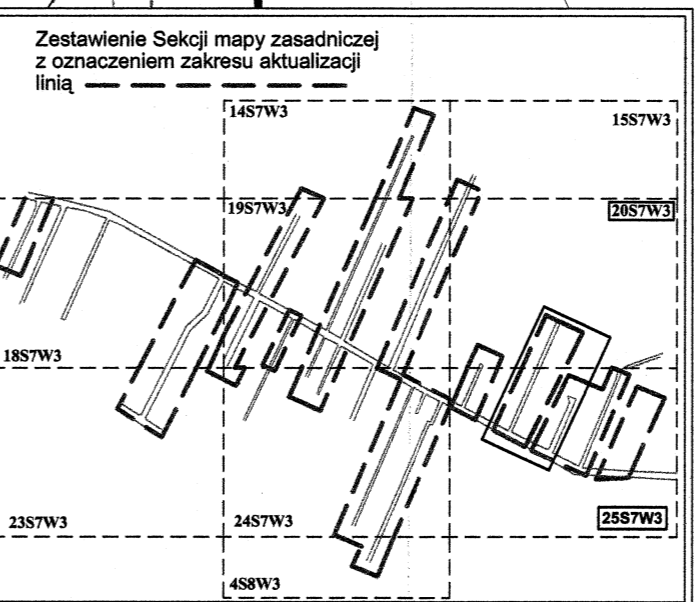 Zestawienie Sekcji mapy zasadniczej
z oznaczeniem zakresu aktualizacji
linią
14S7W3
15S7W3
19S7W3
20S7W3
18S7W3
23S7W3
24S7W3
25S7W3
4S8W3